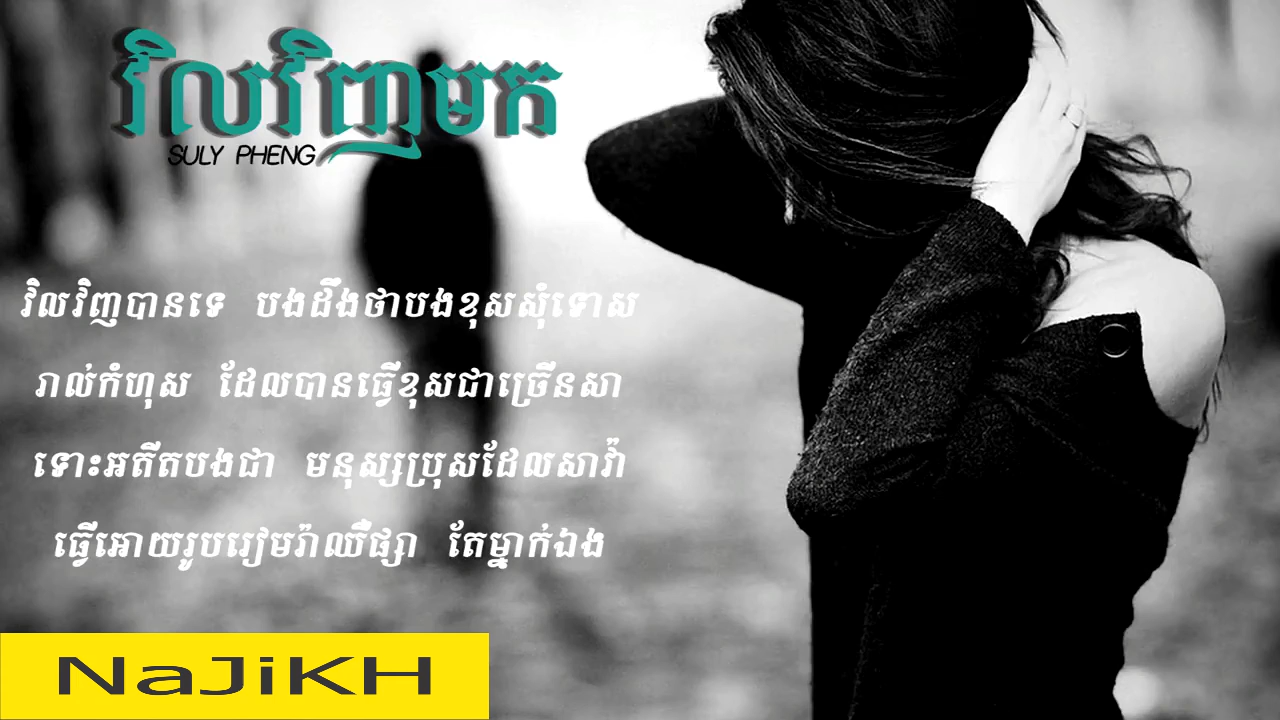 វិលវិញមក
SULY PHENG
វិលវិញបានទេ បងដឹងថាបងខុសសុំទោស
រាល់កំហុស ដែលបានធ្វើខុសជាច្រើនសា
ទោះអតីតបងជា មនុស្សប្រុសដែលសាវ៉ា
ធ្វើអោយរូបរៀមរ៉ាឈឺផ្សា តែម្នាក់ឯង
NaJiKH